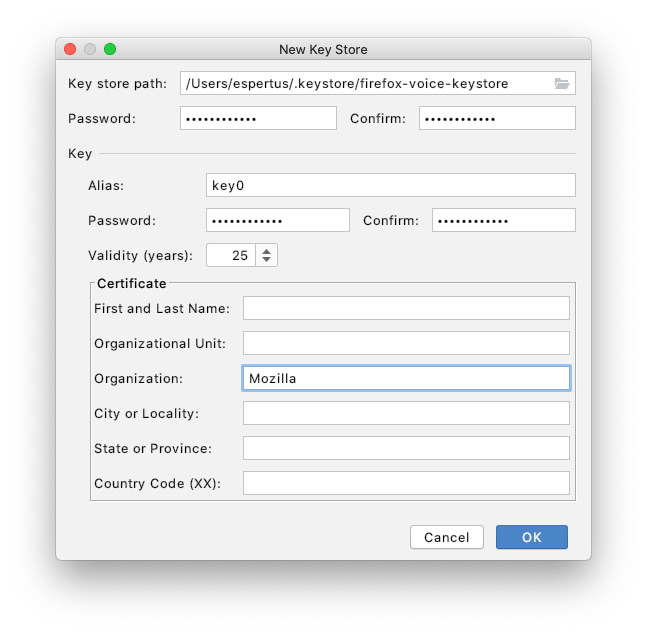 New Key Store
Key store path: /Users/espertus/.keystore/firefox-voice-keystore
Password: •••••••••••• Confirm: ••••••••••••
Key
Alias: key0
Password: •••••••••••• Confirm: ••••••••••••
Validity (years): 25
Certificate
First and Last Name:
Organizational Unit:
Organization: Mozilla
City or Locality:
State or Province:
Country Code (XX):
Cancel OK